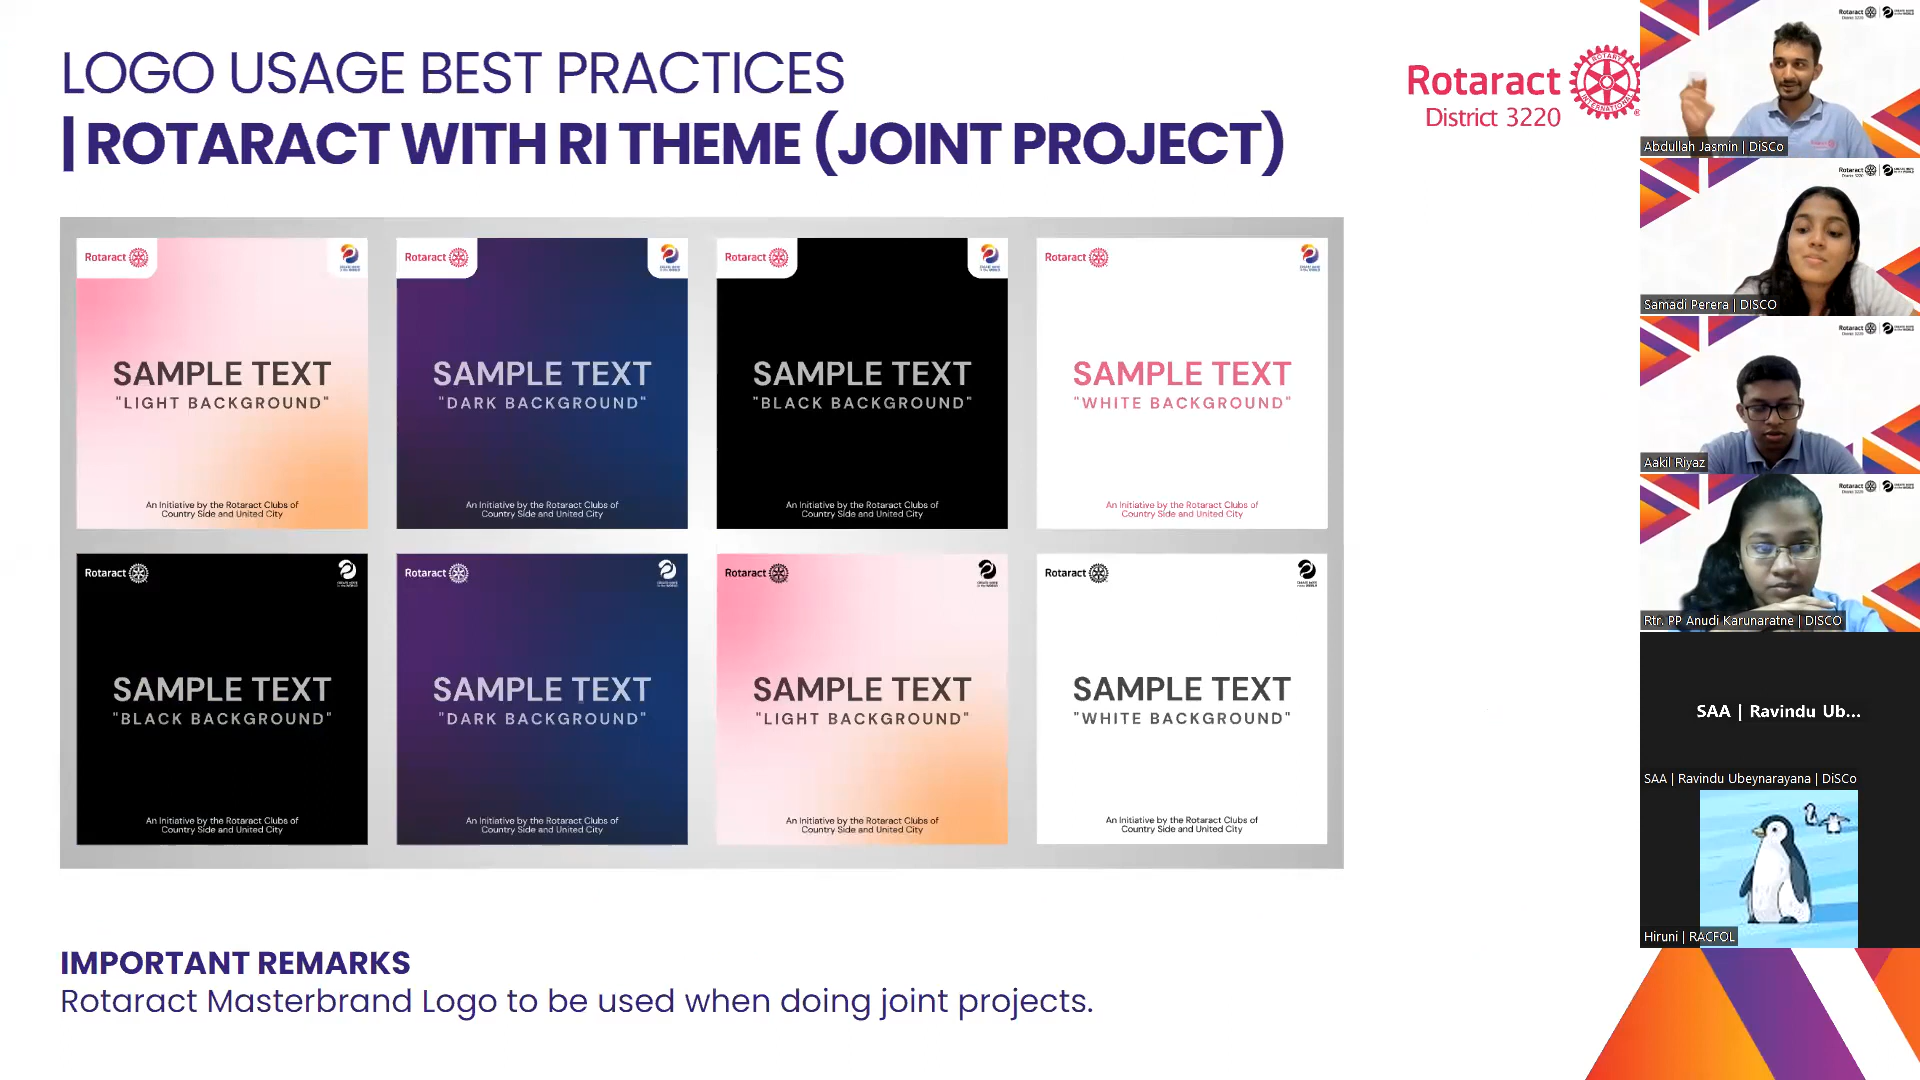 LOGO USAGE BEST PRACTICES
| ROTARACT WITH RI THEME (JOINT PROJECT)
Rotaract
District 3220
ROTARY
INTERNATIONAL
Rotaract
SAMPLE TEXT
"LIGHT BACKGROUND"
An Initiative by the Rotaract Clubs of
Country Side and United City
Rotaract
SAMPLE TEXT
"DARK BACKGROUND"
An Initiative by the Rotaract Clubs of
Country Side and United City
Rotaract
SAMPLE TEXT
"BLACK BACKGROUND"
An Initiative by the Rotaract Clubs of
Country Side and United City
Rotaract
SAMPLE TEXT
"WHITE BACKGROUND"
An Initiative by the Rotaract Clubs of
Country Side and United City
Rotaract
SAMPLE TEXT
"BLACK BACKGROUND"
An Initiative by the Rotaract Clubs of
Country Side and United City
Rotaract
SAMPLE TEXT
"DARK BACKGROUND"
An Initiative by the Rotaract Clubs of
Country Side and United City
Rotaract
SAMPLE TEXT
"LIGHT BACKGROUND"
An Initiative by the Rotaract Clubs of
Country Side and United City
Rotaract
SAMPLE TEXT
"WHITE BACKGROUND"
An Initiative by the Rotaract Clubs of
Country Side and United City
IMPORTANT REMARKS
Rotaract Masterbrand Logo to be used when doing joint projects.
Rotaract
Abdullah Jasmin | DiSCo
Rotaract
Samadi Perera | DISCO
Rotaract
Aakil Riyaz
Rotaract
Rtr. PP Anudi Karunaratne | DISCO
SAA | Ravindu Ub...
SAA | Ravindu Ubeynarayana | DiSCo
Hiruni | RACFOL